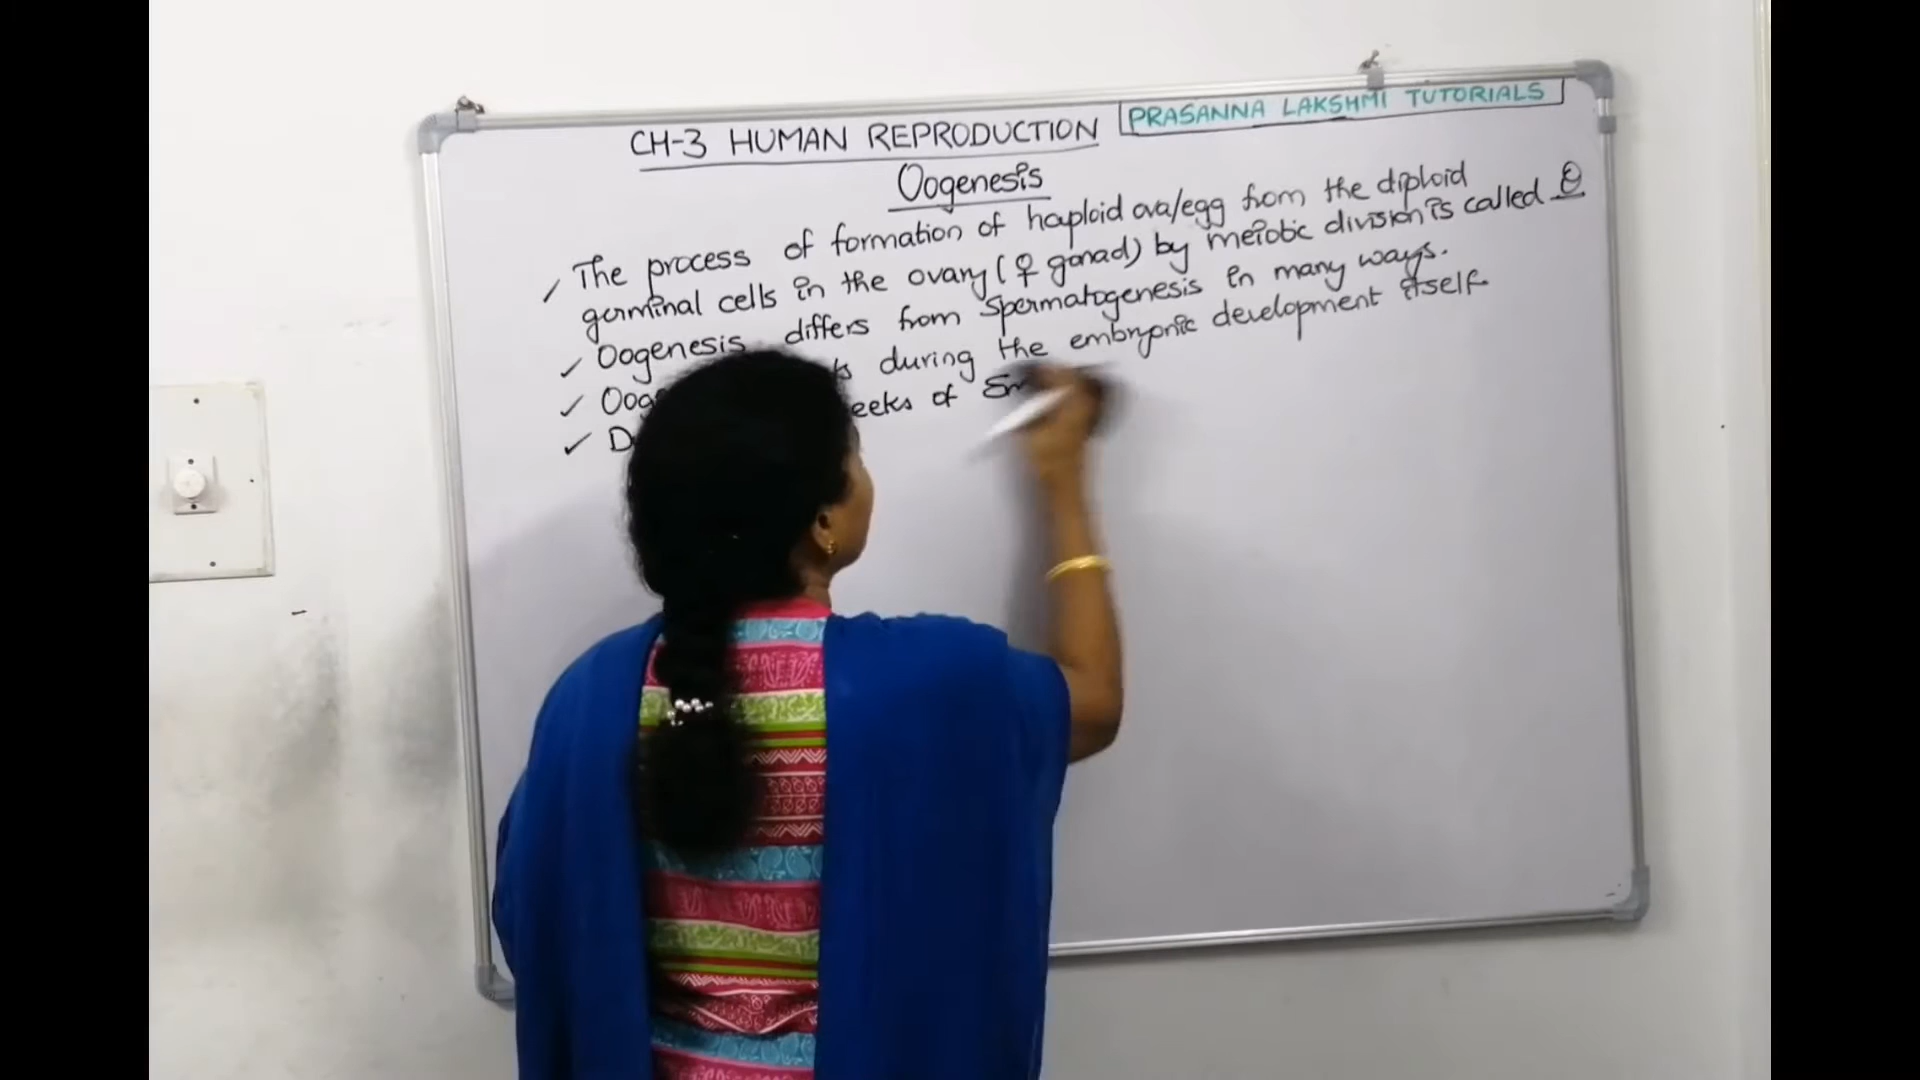 PRASANNA LAKSHMI TUTORIALS
CH-3 HUMAN REPRODUCTION
Oogenesis
✓ The process of formation of haploid ova/egg from the diploid
germinal cells in the ovary (♀ gonad) by meiotic division is called O
✓ Oogenesis differs from Spermatogenesis in many ways.
✓ during the embryonic development itself.
✓ of